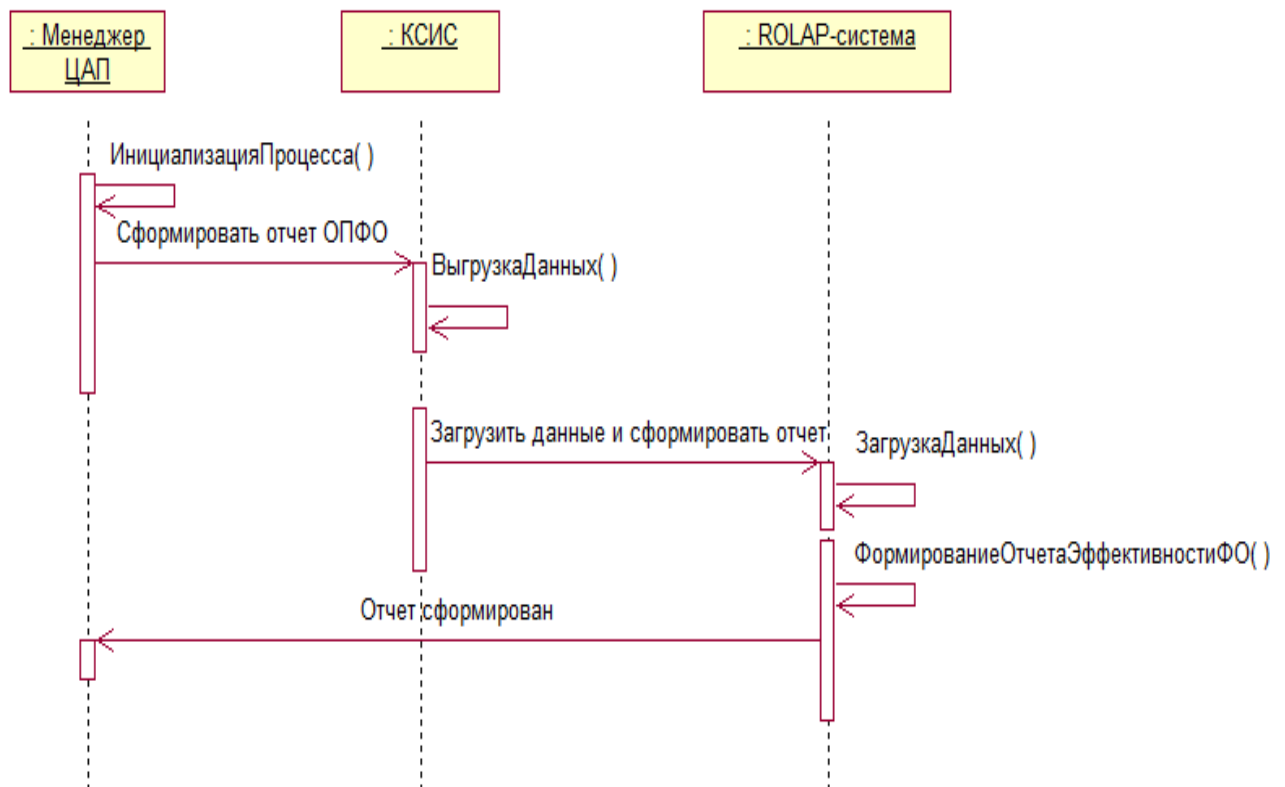 : Менеджер
ЦАП
: КСИС
: ROLAP-система
ИнициализацияПроцесса( )
Сформировать отчет ОПФО
ВыгрузкаДанных( )
Загрузить данные и сформировать отчет
ЗагрузкаДанных( )
ФормированиеОтчетаЭффективностиФО( )
Отчет сформирован